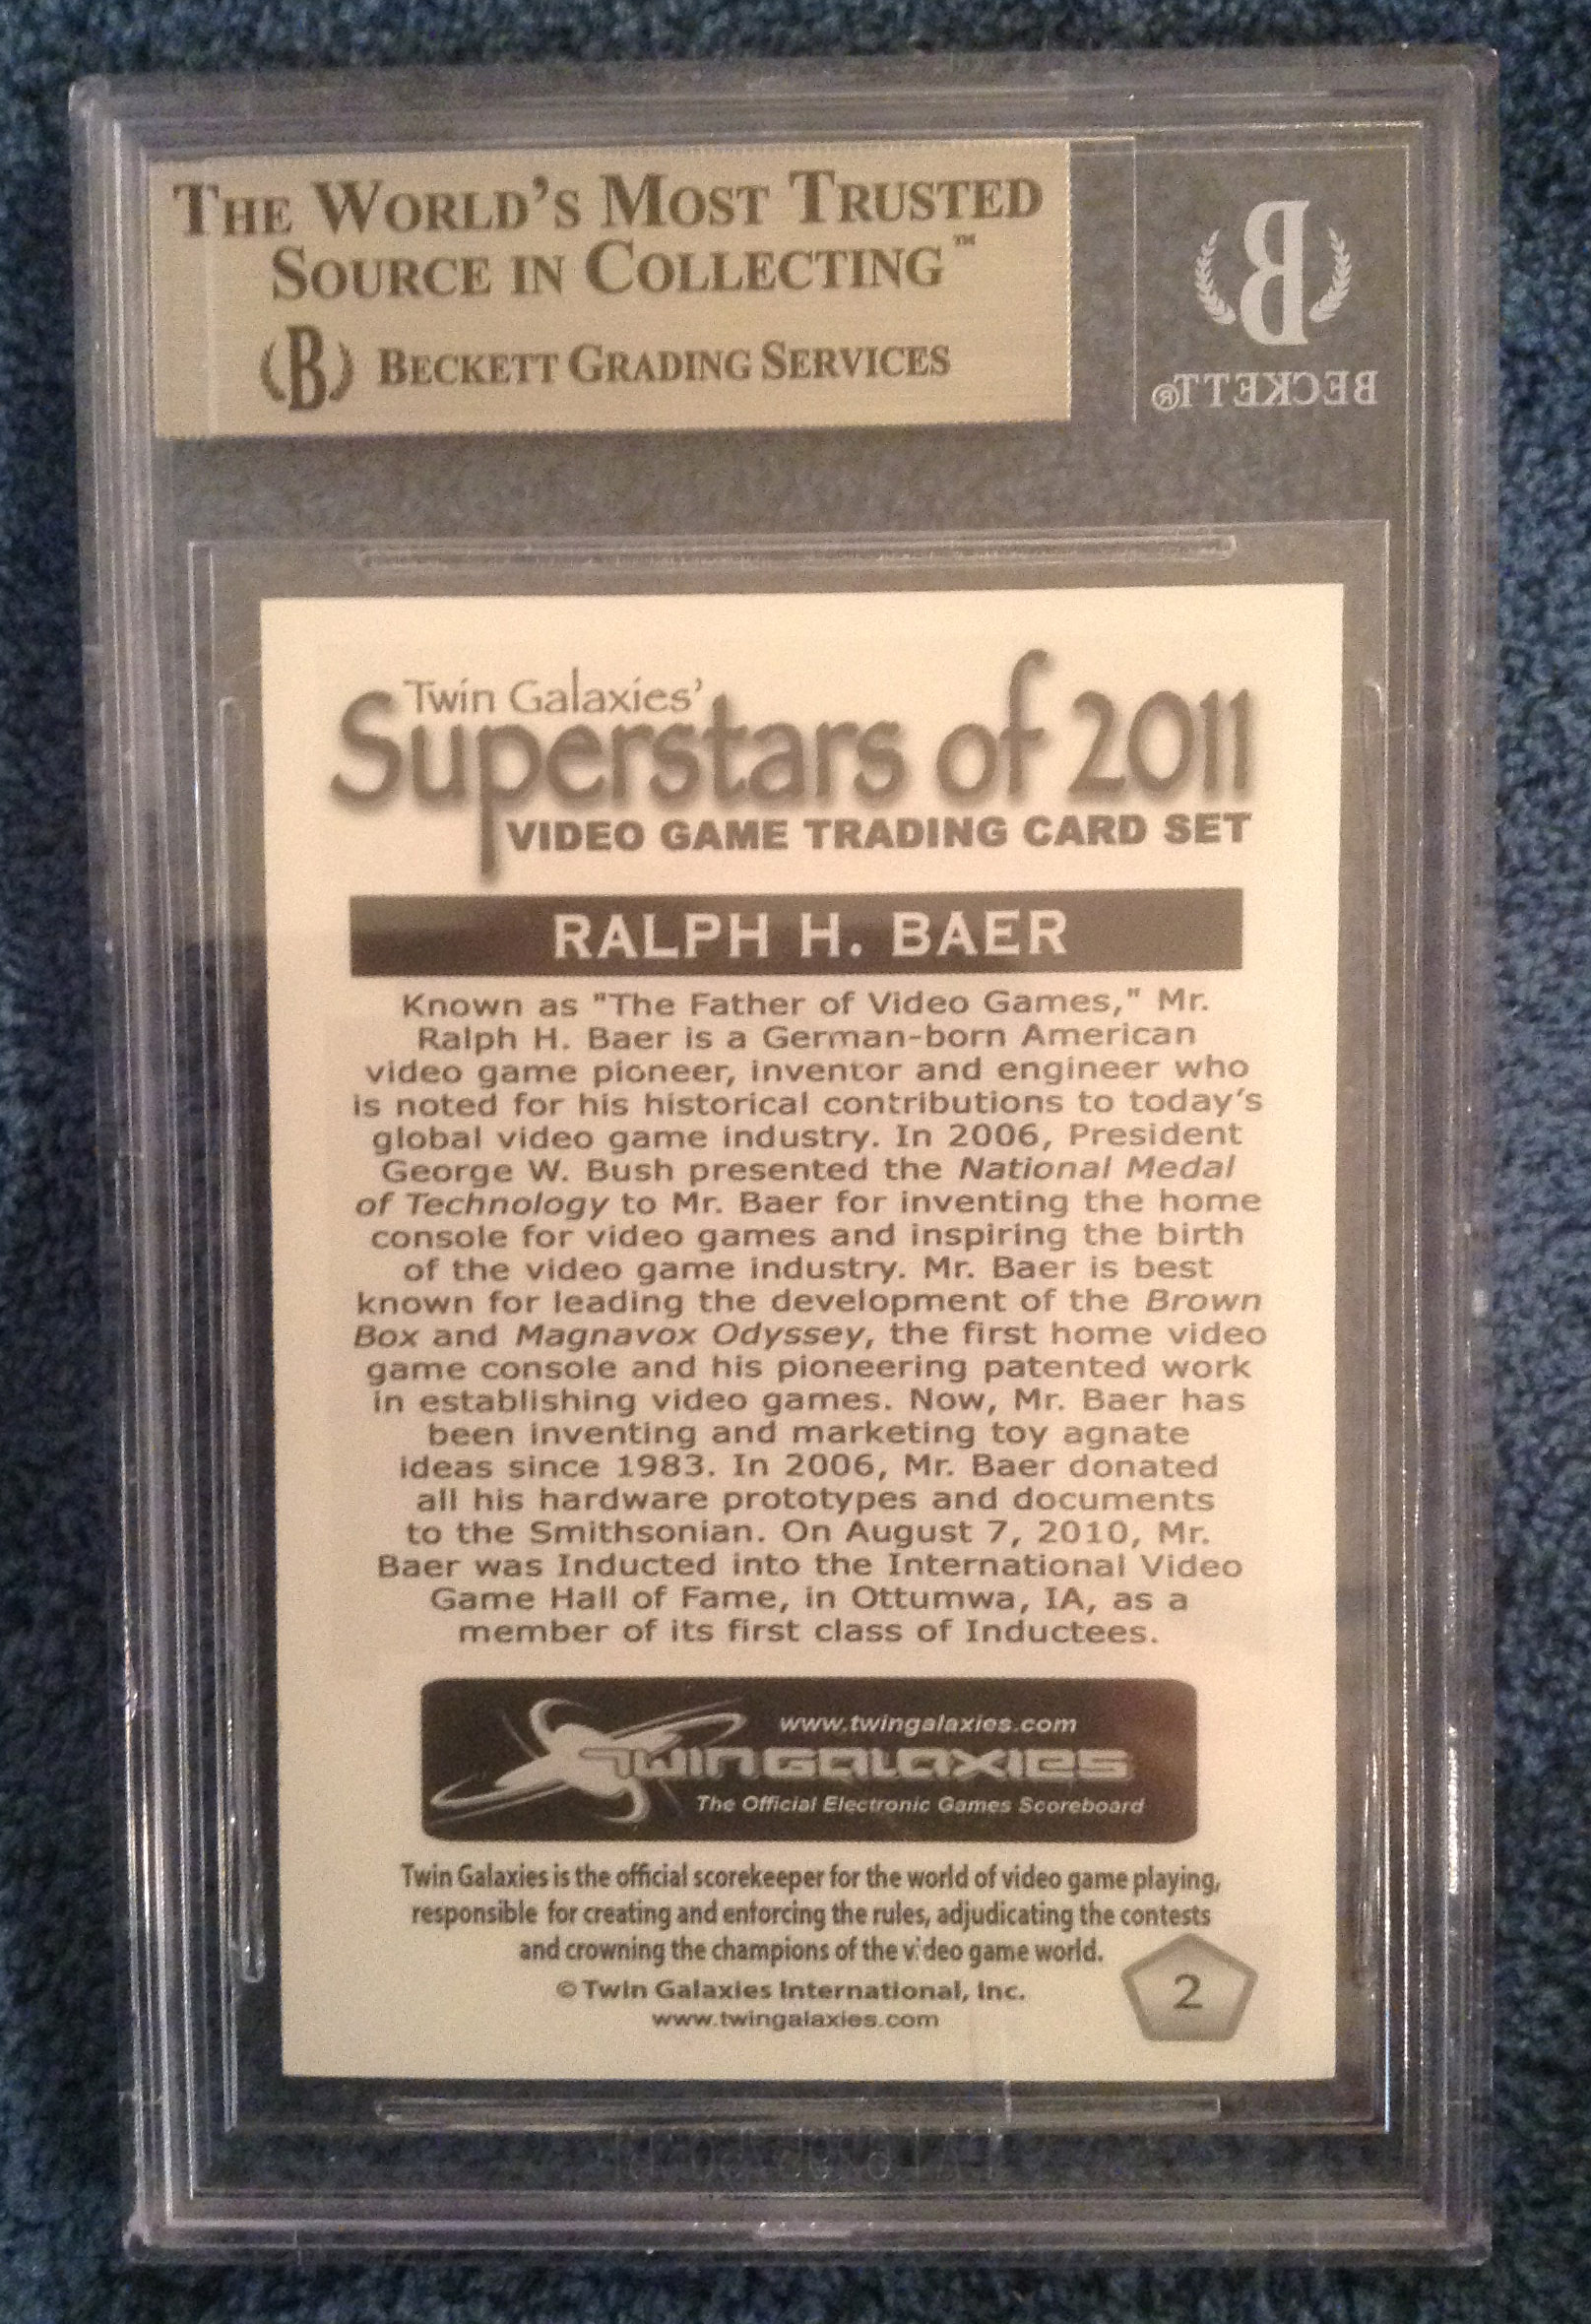 THE WORLD'S MOST TRUSTED
SOURCE IN COLLECTING™
B BECKETT GRADING SERVICES
B
BECKETT®
Twin Galaxies'
Superstars of 2011
VIDEO GAME TRADING CARD SET
RALPH H. BAER
Known as "The Father of Video Games," Mr.
Ralph H. Baer is a German-born American
video game pioneer, inventor and engineer who
is noted for his historical contributions to today's
global video game industry. In 2006, President
George W. Bush presented the National Medal
of Technology to Mr. Baer for inventing the home
console for video games and inspiring the birth
of the video game industry. Mr. Baer is best
known for leading the development of the Brown
Box and Magnavox Odyssey, the first home video
game console and his pioneering patented work
in establishing video games. Now, Mr. Baer has
been inventing and marketing toy agnate
ideas since 1983. In 2006, Mr. Baer donated
all his hardware prototypes and documents
to the Smithsonian. On August 7, 2010, Mr.
Baer was Inducted into the International Video
Game Hall of Fame, in Ottumwa, IA, as a
member of its first class of Inductees.
www.twingalaxies.com
TWIN GALAXIES
The Official Electronic Games Scoreboard
Twin Galaxies is the official scorekeeper for the world of video game playing,
responsible for creating and enforcing the rules, adjudicating the contests
and crowning the champions of the video game world.
© Twin Galaxies International, Inc.
www.twingalaxies.com
2